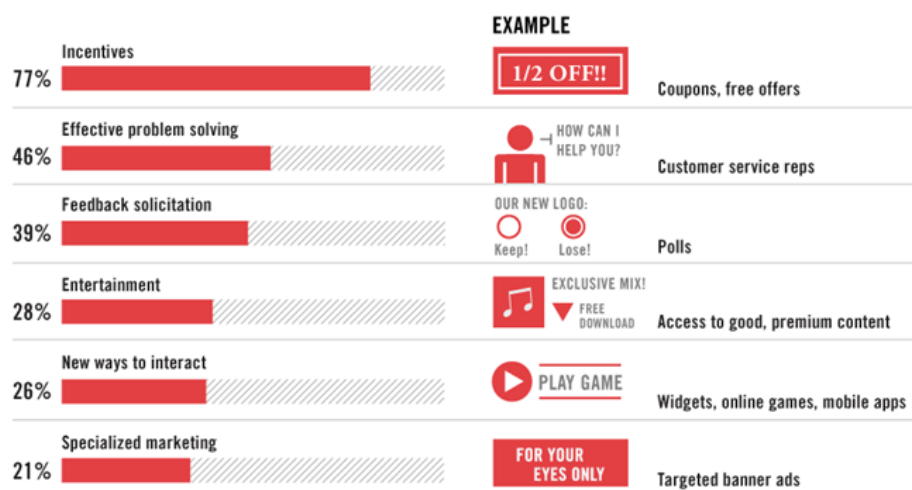 EXAMPLE
Incentives
77%
1/2 OFF!!
Coupons, free offers
Effective problem solving
46%
HOW CAN I
HELP YOU?
Customer service reps
Feedback solicitation
39%
OUR NEW LOGO:
Keep! Lose!
Polls
Entertainment
28%
EXCLUSIVE MIX!
FREE
DOWNLOAD
Access to good, premium content
New ways to interact
26%
PLAY GAME
Widgets, online games, mobile apps
Specialized marketing
21%
FOR YOUR
EYES ONLY
Targeted banner ads